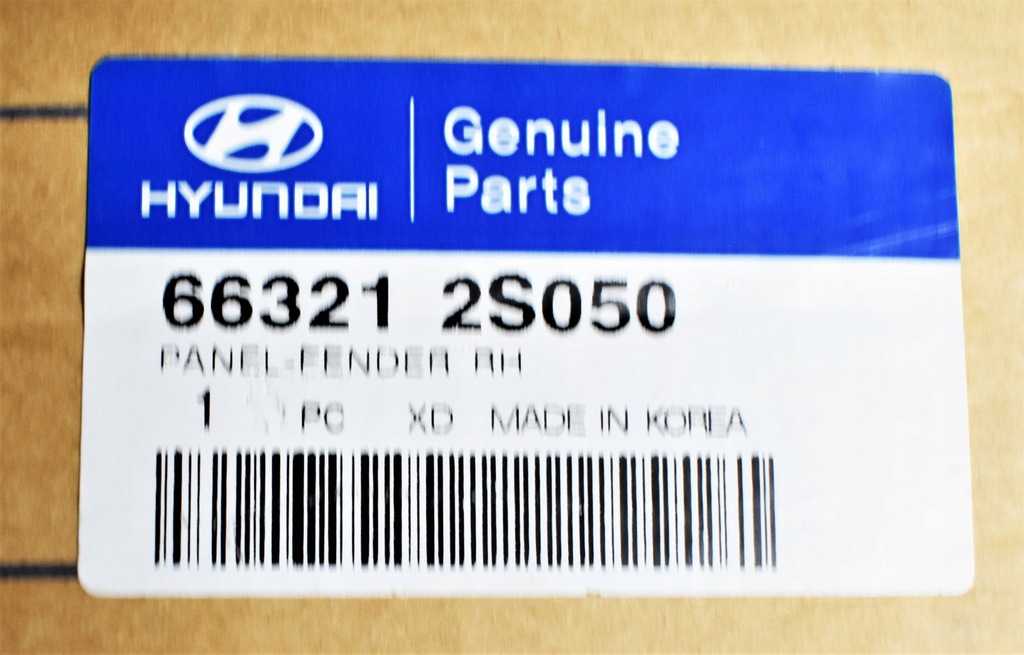 HYUNDAI
Genuine
Parts
66321 2S050
PANEL-FENDER RH
1 PC XD MADE IN KOREA